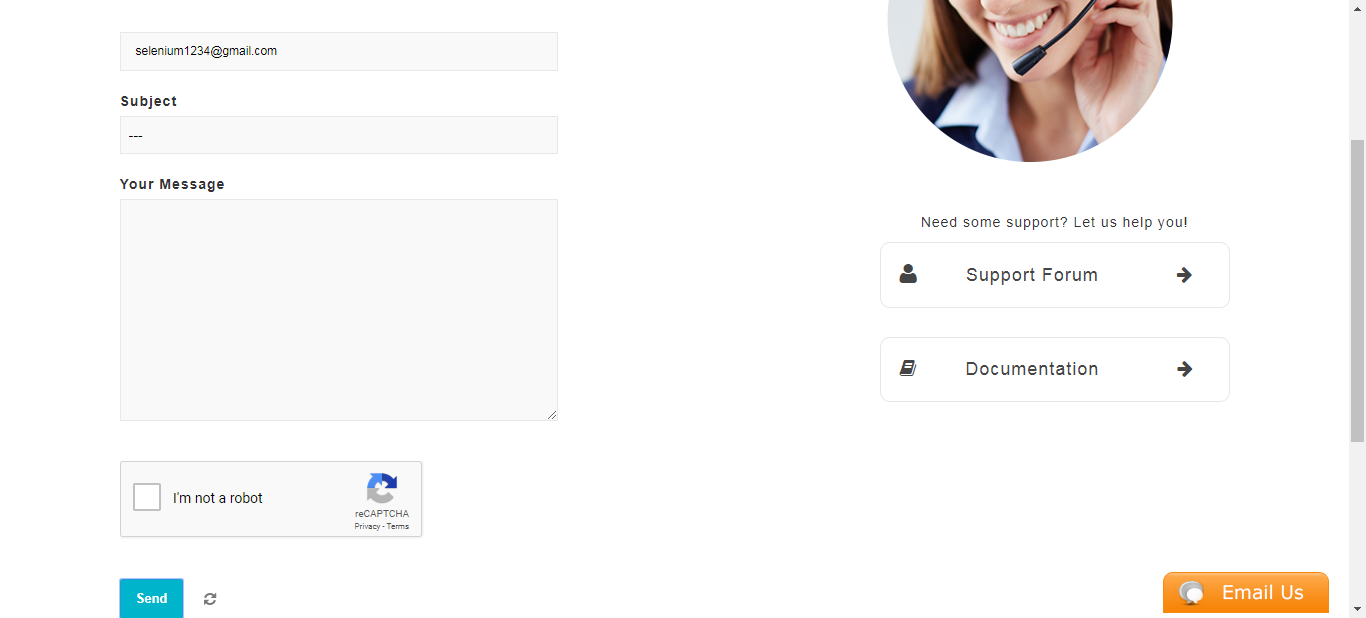 selenium1234@gmail.com
Subject
---
Your Message
I'm not a robot
reCAPTCHA
Privacy - Terms
Send
Need some support? Let us help you!
Support Forum
Documentation
Email Us